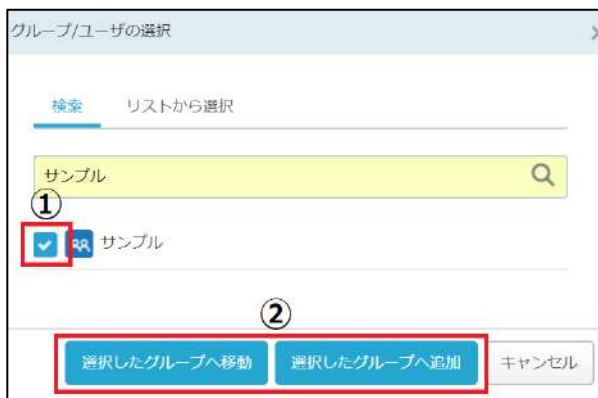 グループ/ユーザの選択
検索 リストから選択
サンプル
①
サンプル
②
選択したグループへ移動 選択したグループへ追加 キャンセル